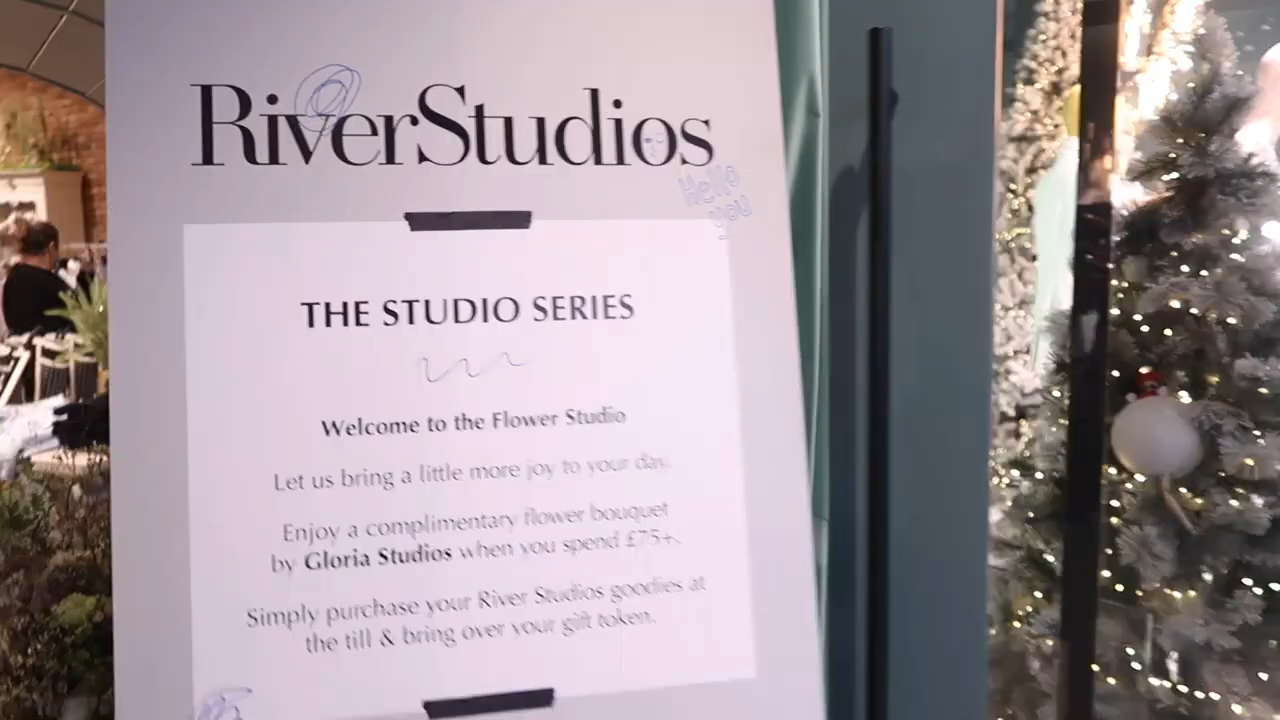 RiverStudios
Hello
you
THE STUDIO SERIES
Welcome to the Flower Studio
Let us bring a little more joy to your day.
Enjoy a complimentary flower bouquet
by Gloria Studios when you spend £75+.
Simply purchase your River Studios goodies at
the till & bring over your gift token.